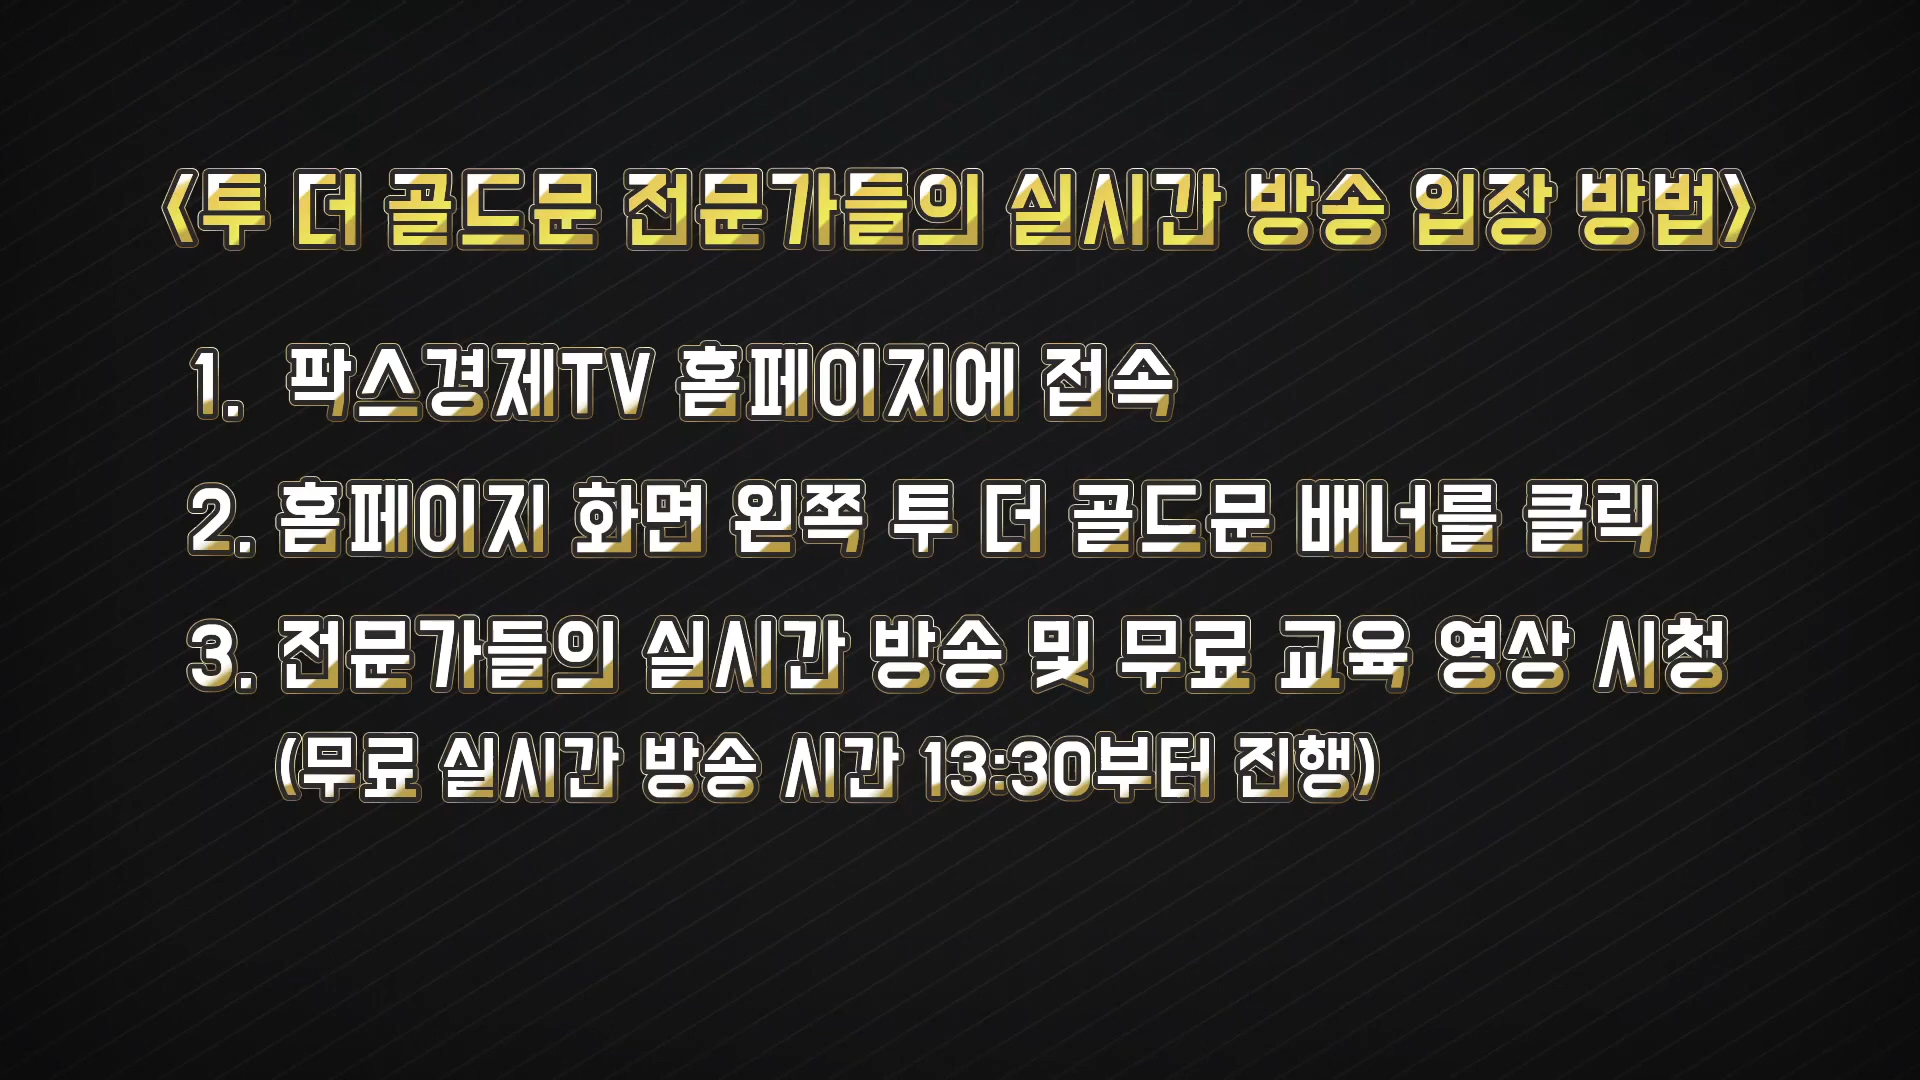 〈투 더 골드문 전문가들의 실시간 방송 입장 방법〉
1. 팍스경제TV 홈페이지에 접속
2. 홈페이지 화면 왼쪽 투 더 골드문 배너를 클릭
3. 전문가들의 실시간 방송 및 무료 교육 영상 시청
(무료 실시간 방송 시간 13:30부터 진행)